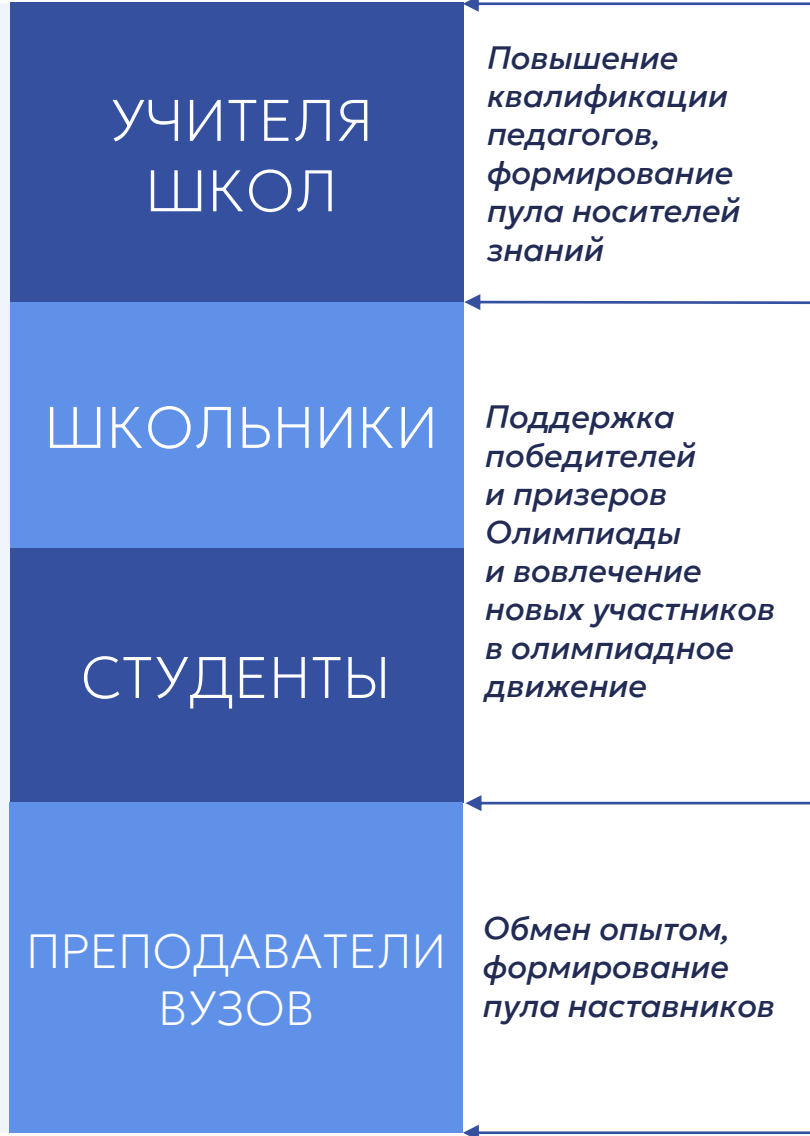 УЧИТЕЛЯ
ШКОЛ
Повышение
квалификации
педагогов,
формирование
пула носителей
знаний
ШКОЛЬНИКИ
СТУДЕНТЫ
Поддержка
победителей
и призеров
Олимпиады
и вовлечение
новых участников
в олимпиадное
движение
ПРЕПОДАВАТЕЛИ
ВУЗОВ
Обмен опытом,
формирование
пула наставников